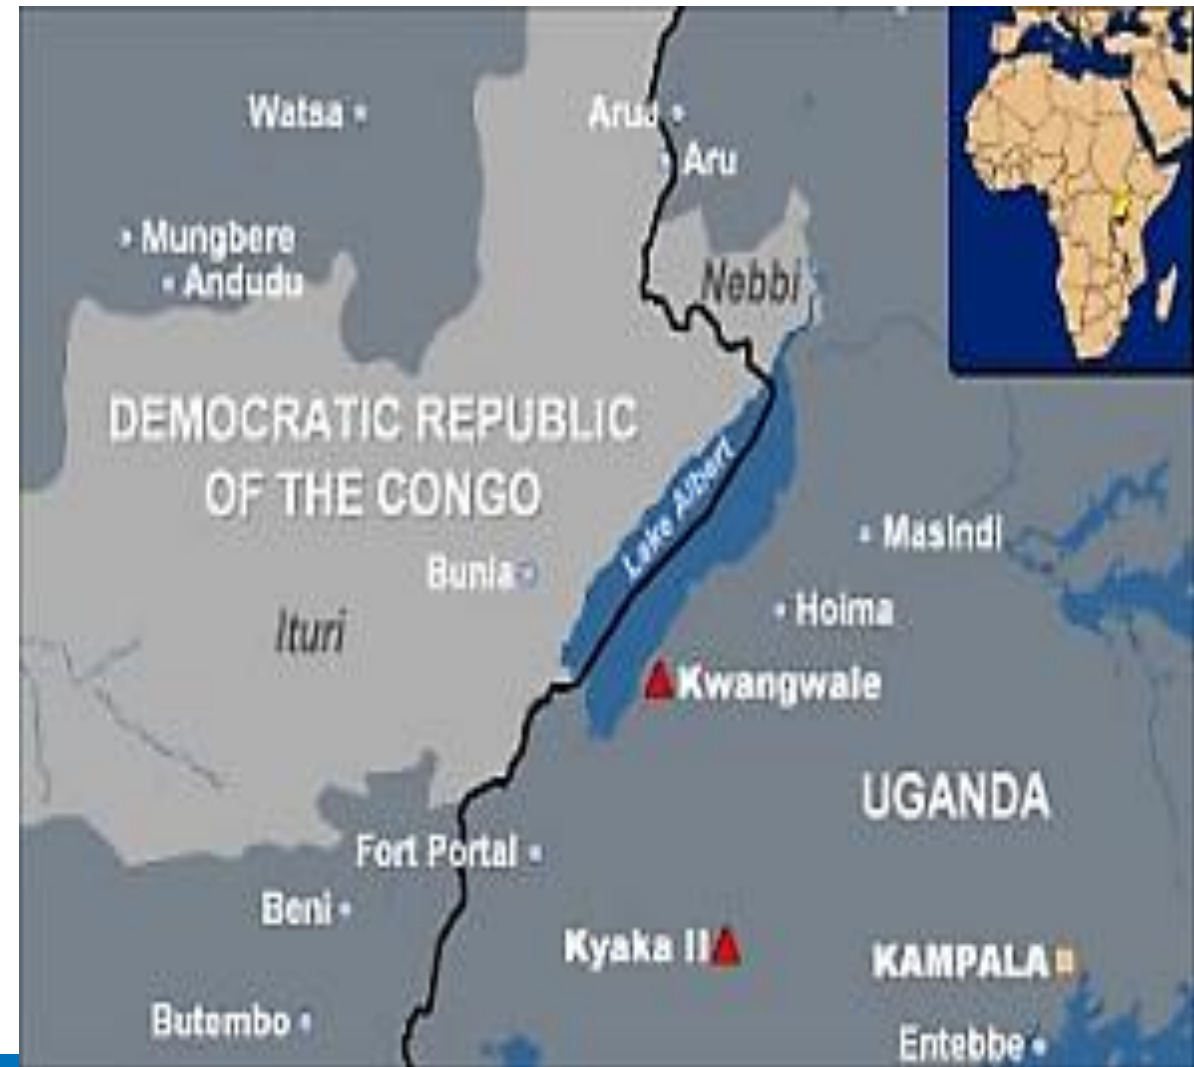 Watsa
Arua
Aru
Mungbere
Andudu
Nebbi
DEMOCRATIC REPUBLIC
OF THE CONGO
Lake Albert
Masindi
Bunia
Hoima
Ituri
Kwangwale
UGANDA
Fort Portal
Beni
Kyaka II
KAMPALA
Butembo
Entebbe